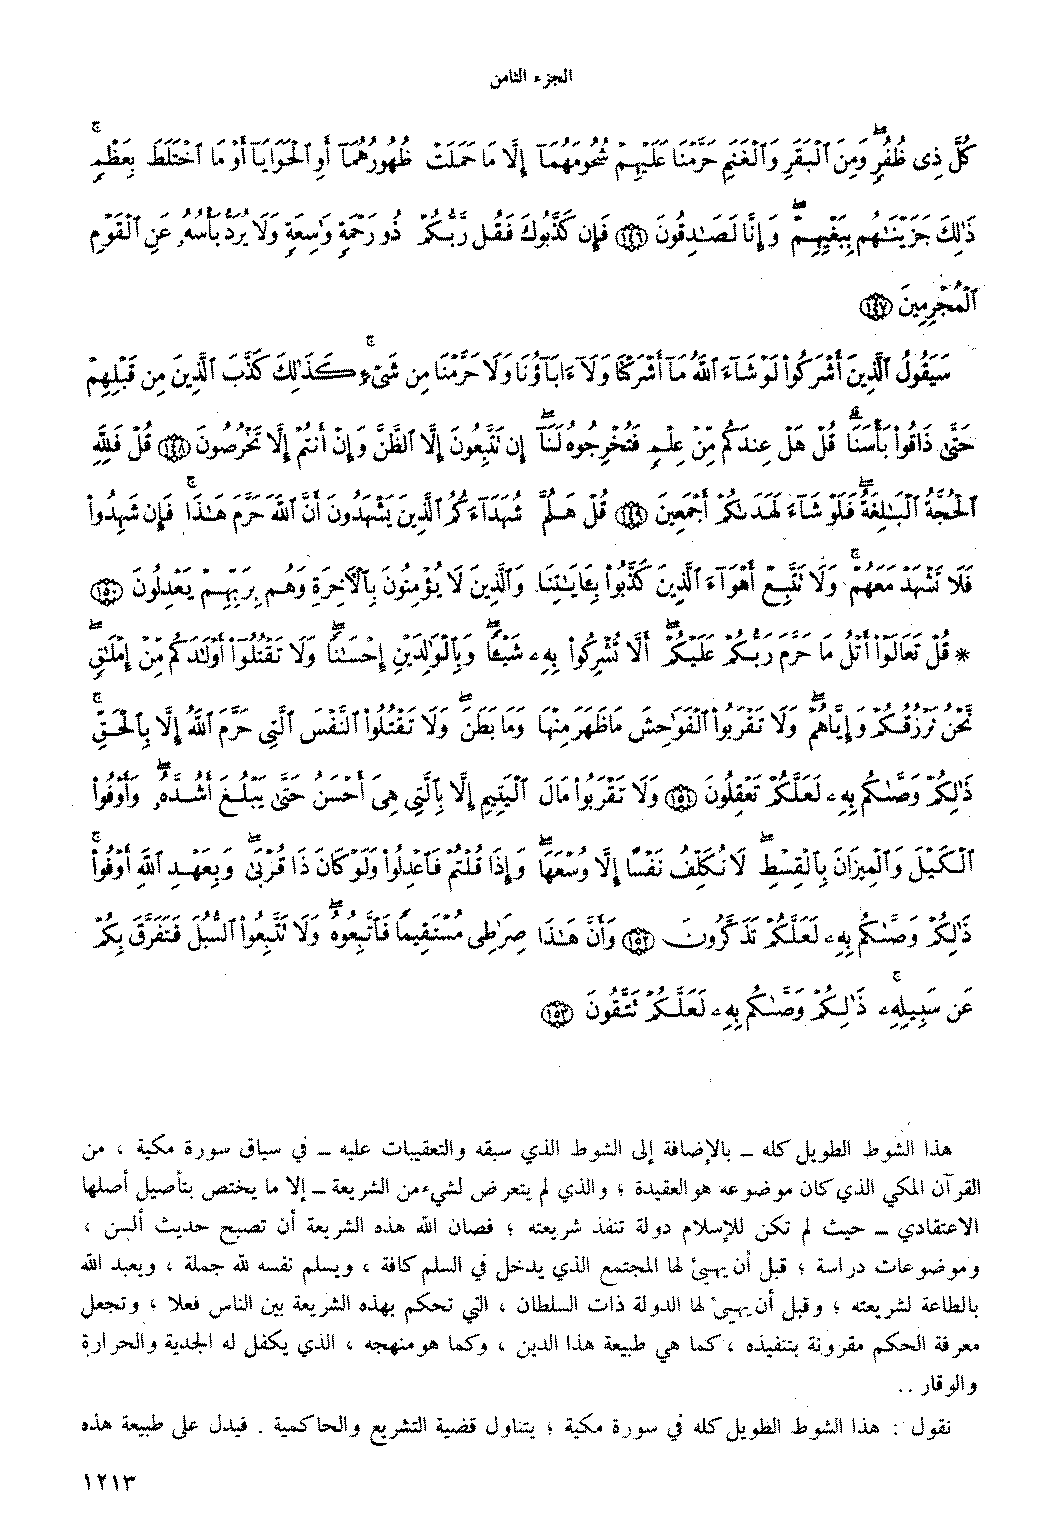 الجزء الثامن
كُلَّ ذِى ظُفُرٍ ۖ وَمِنَ ٱلْبَقَرِ وَٱلْغَنَمِ حَرَّمْنَا عَلَيْهِمْ شُحُومَهُمَآ إِلَّا مَا حَمَلَتْ ظُهُورُهُمَآ أَوِ ٱلْحَوَايَآ أَوْ مَا ٱخْتَلَطَ بِعَظْمٍ ۚ
ذَٰلِكَ جَزَيْنَـٰهُم بِبَغْيِهِمْ ۖ وَإِنَّا لَصَـٰدِقُونَ ﴿١٤٦﴾ فَإِن كَذَّبُوكَ فَقُل رَّبُّكُمْ ذُو رَحْمَةٍ وَٰسِعَةٍ وَلَا يُرَدُّ بَأْسُهُۥ عَنِ ٱلْقَوْمِ
ٱلْمُجْرِمِينَ ﴿١٤٧﴾
سَيَقُولُ ٱلَّذِينَ أَشْرَكُوا۟ لَوْ شَآءَ ٱللَّهُ مَآ أَشْرَكْنَا وَلَآ ءَابَآؤُنَا وَلَا حَرَّمْنَا مِن شَىْءٍ ۚ كَذَٰلِكَ كَذَّبَ ٱلَّذِينَ مِن قَبْلِهِمْ
حَتَّىٰ ذَاقُوا۟ بَأْسَنَا ۗ قُلْ هَلْ عِندَكُم مِّنْ عِلْمٍ فَتُخْرِجُوهُ لَنَآ ۖ إِن تَتَّبِعُونَ إِلَّا ٱلظَّنَّ وَإِنْ أَنتُمْ إِلَّا تَخْرُصُونَ ﴿١٤٨﴾ قُلْ فَلِلَّهِ
ٱلْحُجَّةُ ٱلْبَـٰلِغَةُ ۖ فَلَوْ شَآءَ لَهَدَىٰكُمْ أَجْمَعِينَ ﴿١٤٩﴾ قُلْ هَلُمَّ شُهَدَآءَكُمُ ٱلَّذِينَ يَشْهَدُونَ أَنَّ ٱللَّهَ حَرَّمَ هَـٰذَا ۖ فَإِن شَهِدُوا۟
فَلَا تَشْهَدْ مَعَهُمْ ۚ وَلَا تَتَّبِعْ أَهْوَآءَ ٱلَّذِينَ كَذَّبُوا۟ بِـَٔايَـٰتِنَا وَٱلَّذِينَ لَا يُؤْمِنُونَ بِٱلْـَٔاخِرَةِ وَهُم بِرَبِّهِمْ يَعْدِلُونَ ﴿١٥٠﴾
* قُلْ تَعَالَوْا۟ أَتْلُ مَا حَرَّمَ رَبُّكُمْ عَلَيْكُمْ ۖ أَلَّا تُشْرِكُوا۟ بِهِۦ شَيْـًٔا ۖ وَبِٱلْوَٰلِدَيْنِ إِحْسَـٰنًا ۖ وَلَا تَقْتُلُوٓا۟ أَوْلَـٰدَكُم مِّنْ إِمْلَـٰقٍ ۖ
نَّحْنُ نَرْزُقُكُمْ وَإِيَّاهُمْ ۖ وَلَا تَقْرَبُوا۟ ٱلْفَوَٰحِشَ مَا ظَهَرَ مِنْهَا وَمَا بَطَنَ ۖ وَلَا تَقْتُلُوا۟ ٱلنَّفْسَ ٱلَّتِى حَرَّمَ ٱللَّهُ إِلَّا بِٱلْحَقِّ ۚ
ذَٰلِكُمْ وَصَّىٰكُم بِهِۦ لَعَلَّكُمْ تَعْقِلُونَ ﴿١٥١﴾ وَلَا تَقْرَبُوا۟ مَالَ ٱلْيَتِيمِ إِلَّا بِٱلَّتِى هِىَ أَحْسَنُ حَتَّىٰ يَبْلُغَ أَشُدَّهُۥ ۖ وَأَوْفُوا۟
ٱلْكَيْلَ وَٱلْمِيزَانَ بِٱلْقِسْطِ ۖ لَا نُكَلِّفُ نَفْسًا إِلَّا وُسْعَهَا ۖ وَإِذَا قُلْتُمْ فَٱعْدِلُوا۟ وَلَوْ كَانَ ذَا قُرْبَىٰ ۖ وَبِعَهْدِ ٱللَّهِ أَوْفُوا۟ ۚ
ذَٰلِكُمْ وَصَّىٰكُم بِهِۦ لَعَلَّكُمْ تَذَكَّرُونَ ﴿١٥٢﴾ وَأَنَّ هَـٰذَا صِرَٰطِى مُسْتَقِيمًا فَٱتَّبِعُوهُ ۖ وَلَا تَتَّبِعُوا۟ ٱلسُّبُلَ فَتَفَرَّقَ بِكُمْ
عَن سَبِيلِهِۦ ۚ ذَٰلِكُمْ وَصَّىٰكُم بِهِۦ لَعَلَّكُمْ تَتَّقُونَ ﴿١٥٣﴾
هذا الشوط الطويل كله – بالإضافة إلى الشوط الذي سبقه والتعقيبات عليه – في سياق سورة مكية ، من
القرآن المكي الذي كان موضوعه هو العقيدة ؛ والذي لم يتعرض لشيء من الشريعة – إلا ما يختص بتأصيل أصلها
الاعتقادي – حيث لم تكن للإسلام دولة تنفذ شريعته ؛ فصان الله هذه الشريعة أن تصبح حديث ألسن ،
وموضوعات دراسة ؛ قبل أن يهيئ لها المجتمع الذي يدخل في السلم كافة ، ويسلم نفسه لله جملة ، ويعبد الله
بالطاعة لشريعته ؛ وقبل أن يهيئ لها الدولة ذات السلطان ، التي تحكم بهذه الشريعة بين الناس فعلا ، وتجعل
معرفة الحكم مقرونة بتنفيذه ، كما هي طبيعة هذا الدين ، وكما هو منهجه ، الذي يكفل له الجدية والحرارة
والوقار ..
نقول : هذا الشوط الطويل كله في سورة مكية ؛ يتناول قضية التشريع والحاكمية . فيدل على طبيعة هذه
١٢١٣